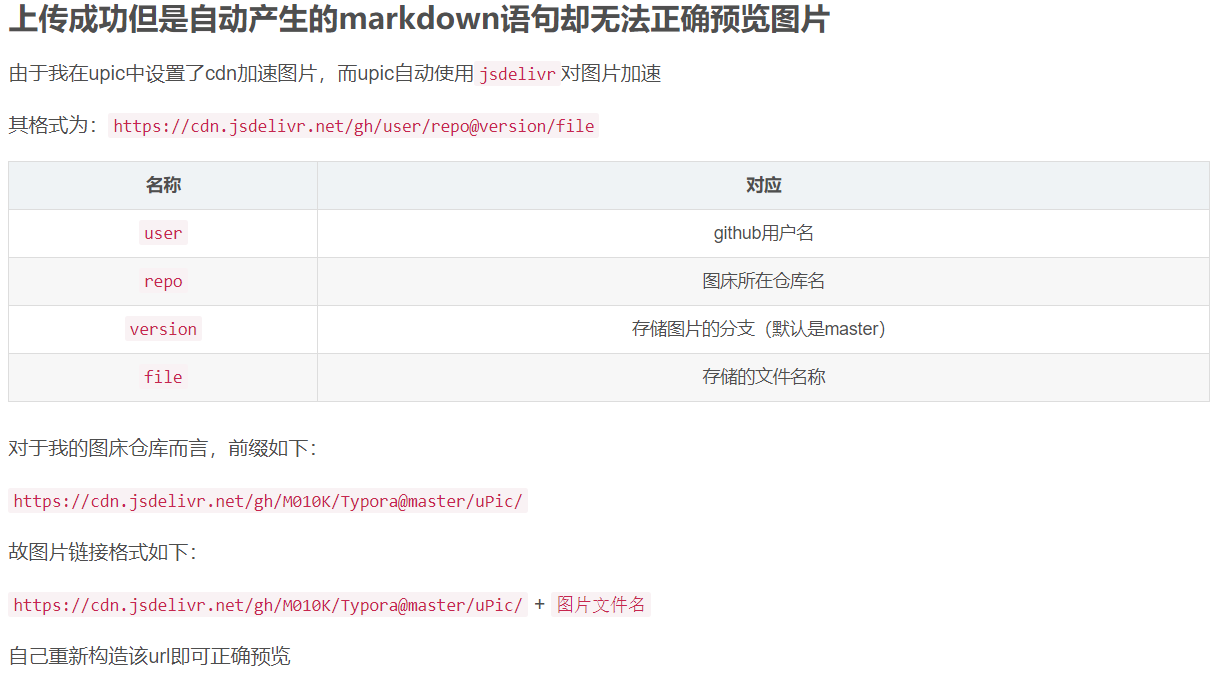 上传成功但是自动产生的markdown语句却无法正确预览图片
由于我在upic中设置了cdn加速图片，而upic自动使用 jsdelivr 对图片加速
其格式为： https://cdn.jsdelivr.net/gh/user/repo@version/file
名称 对应
user github用户名
repo 图床所在仓库名
version 存储图片的分支（默认是master）
file 存储的文件名称
对于我的图床仓库而言，前缀如下：
https://cdn.jsdelivr.net/gh/M010K/Typora@master/uPic/
故图片链接格式如下：
https://cdn.jsdelivr.net/gh/M010K/Typora@master/uPic/ + 图片文件名
自己重新构造该url即可正确预览